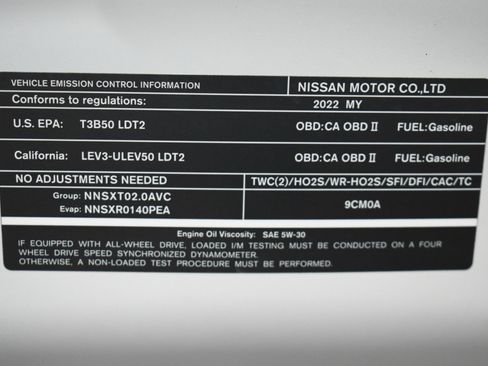 VEHICLE EMISSION CONTROL INFORMATION NISSAN MOTOR CO.,LTD
Conforms to regulations: 2022 MY
U.S. EPA: T3B50 LDT2 OBD:CA OBD II FUEL:Gasoline
California: LEV3-ULEV50 LDT2 OBD:CA OBD II FUEL:Gasoline
NO ADJUSTMENTS NEEDED TWC(2)/HO2S/WR-HO2S/SFI/DFI/CAC/TC
Group: NNSXT02.0AVC
Evap: NNSXR0140PEA
9CM0A
Engine Oil Viscosity: SAE 5W-30
IF EQUIPPED WITH ALL-WHEEL DRIVE, LOADED I/M TESTING MUST BE CONDUCTED ON A FOUR
WHEEL DRIVE SPEED SYNCHRONIZED DYNAMOMETER.
OTHERWISE, A NON-LOADED TEST PROCEDURE MUST BE PERFORMED.